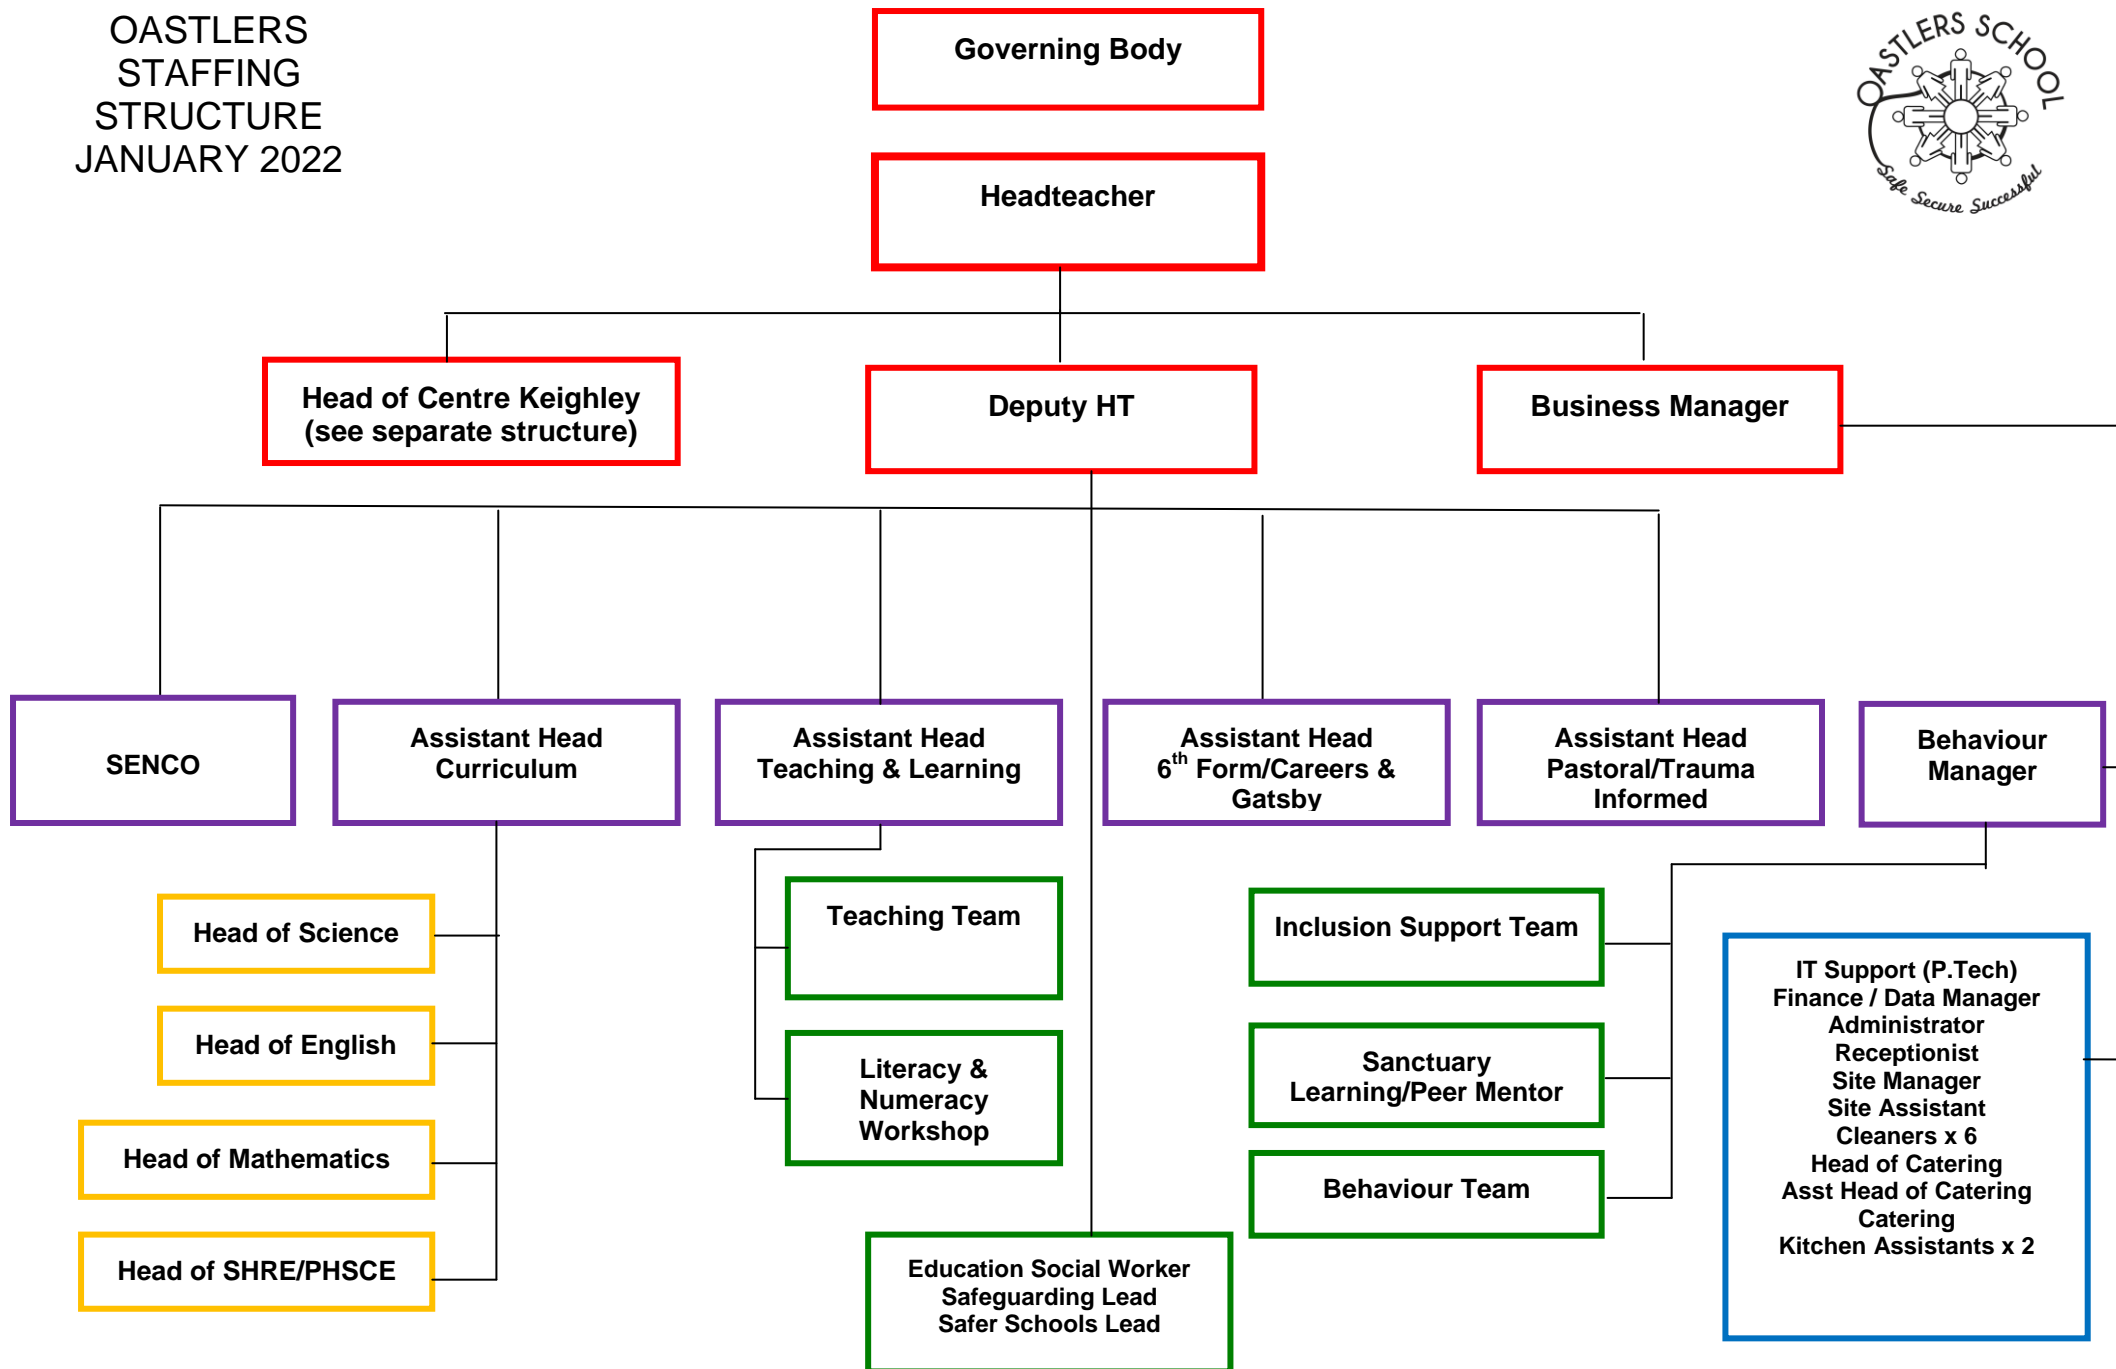 OASTLERS
STAFFING
STRUCTURE
JANUARY 2022
Governing Body
OASTLERS SCHOOL
Safe Secure Successful
Headteacher
Head of Centre Keighley
(see separate structure)
Deputy HT
Business Manager
SENCO
Assistant Head
Curriculum
Assistant Head
Teaching & Learning
Assistant Head
6th Form/Careers &
Gatsby
Assistant Head
Pastoral/Trauma
Informed
Behaviour
Manager
Head of Science
Head of English
Head of Mathematics
Head of SHRE/PHSCE
Teaching Team
Literacy &
Numeracy
Workshop
Education Social Worker
Safeguarding Lead
Safer Schools Lead
Inclusion Support Team
Sanctuary
Learning/Peer Mentor
Behaviour Team
IT Support (P.Tech)
Finance / Data Manager
Administrator
Receptionist
Site Manager
Site Assistant
Cleaners x 6
Head of Catering
Asst Head of Catering
Catering
Kitchen Assistants x 2